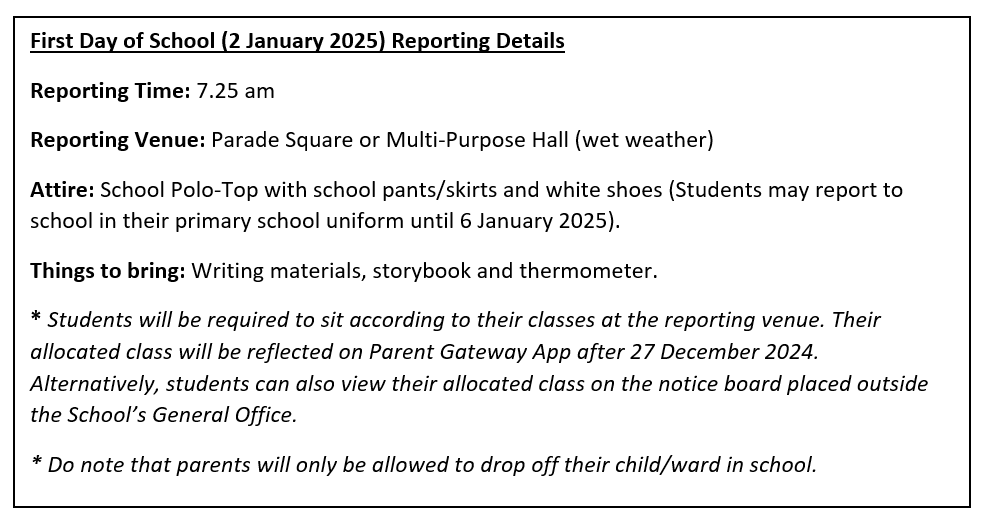 First Day of School (2 January 2025) Reporting Details
Reporting Time: 7.25 am
Reporting Venue: Parade Square or Multi-Purpose Hall (wet weather)
Attire: School Polo-Top with school pants/skirts and white shoes (Students may report to
school in their primary school uniform until 6 January 2025).
Things to bring: Writing materials, storybook and thermometer.
* Students will be required to sit according to their classes at the reporting venue. Their
allocated class will be reflected on Parent Gateway App after 27 December 2024.
Alternatively, students can also view their allocated class on the notice board placed outside
the School’s General Office.
* Do note that parents will only be allowed to drop off their child/ward in school.